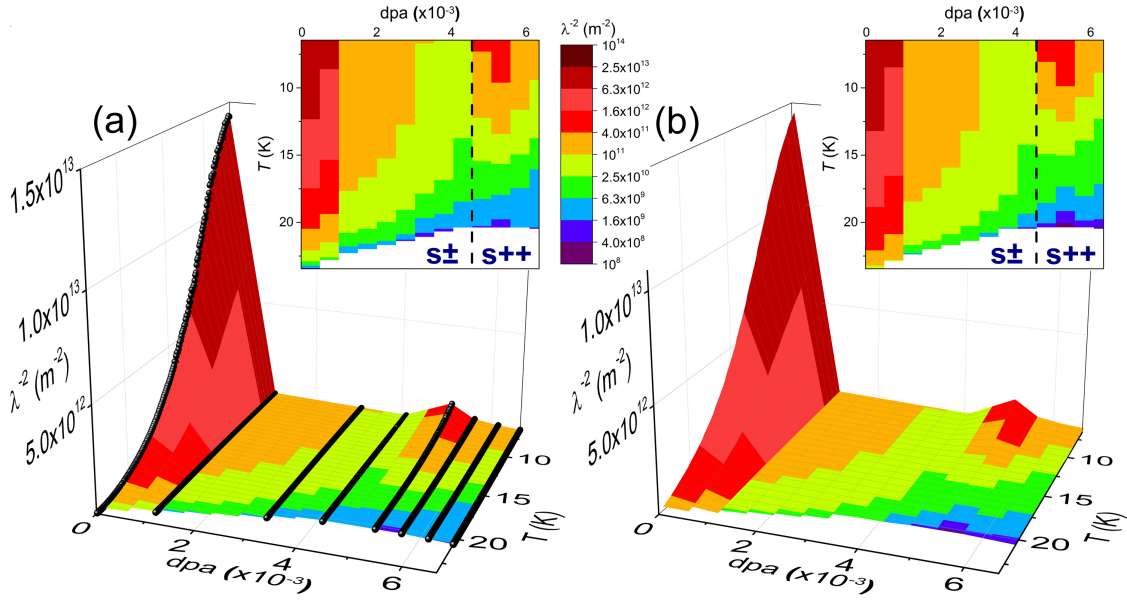 dpa (x10⁻³)
0 2 4 6
10
15
20
T (K)
s± s++
λ⁻² (m⁻²)
10¹⁴
2.5x10¹³
6.3x10¹²
1.6x10¹²
4.0x10¹¹
10¹¹
2.5x10¹⁰
6.3x10⁹
1.6x10⁹
4.0x10⁸
10⁸
dpa (x10⁻³)
0 2 4 6
10
15
20
T (K)
s± s++
(a)
1.5x10¹³
1.0x10¹³
5.0x10¹²
λ⁻² (m⁻²)
0
2
4
6
dpa (x10⁻³)
10
15
20
T (K)
(b)
1.0x10¹³
5.0x10¹²
λ⁻² (m⁻²)
0
2
4
6
dpa (x10⁻³)
10
15
20
T (K)